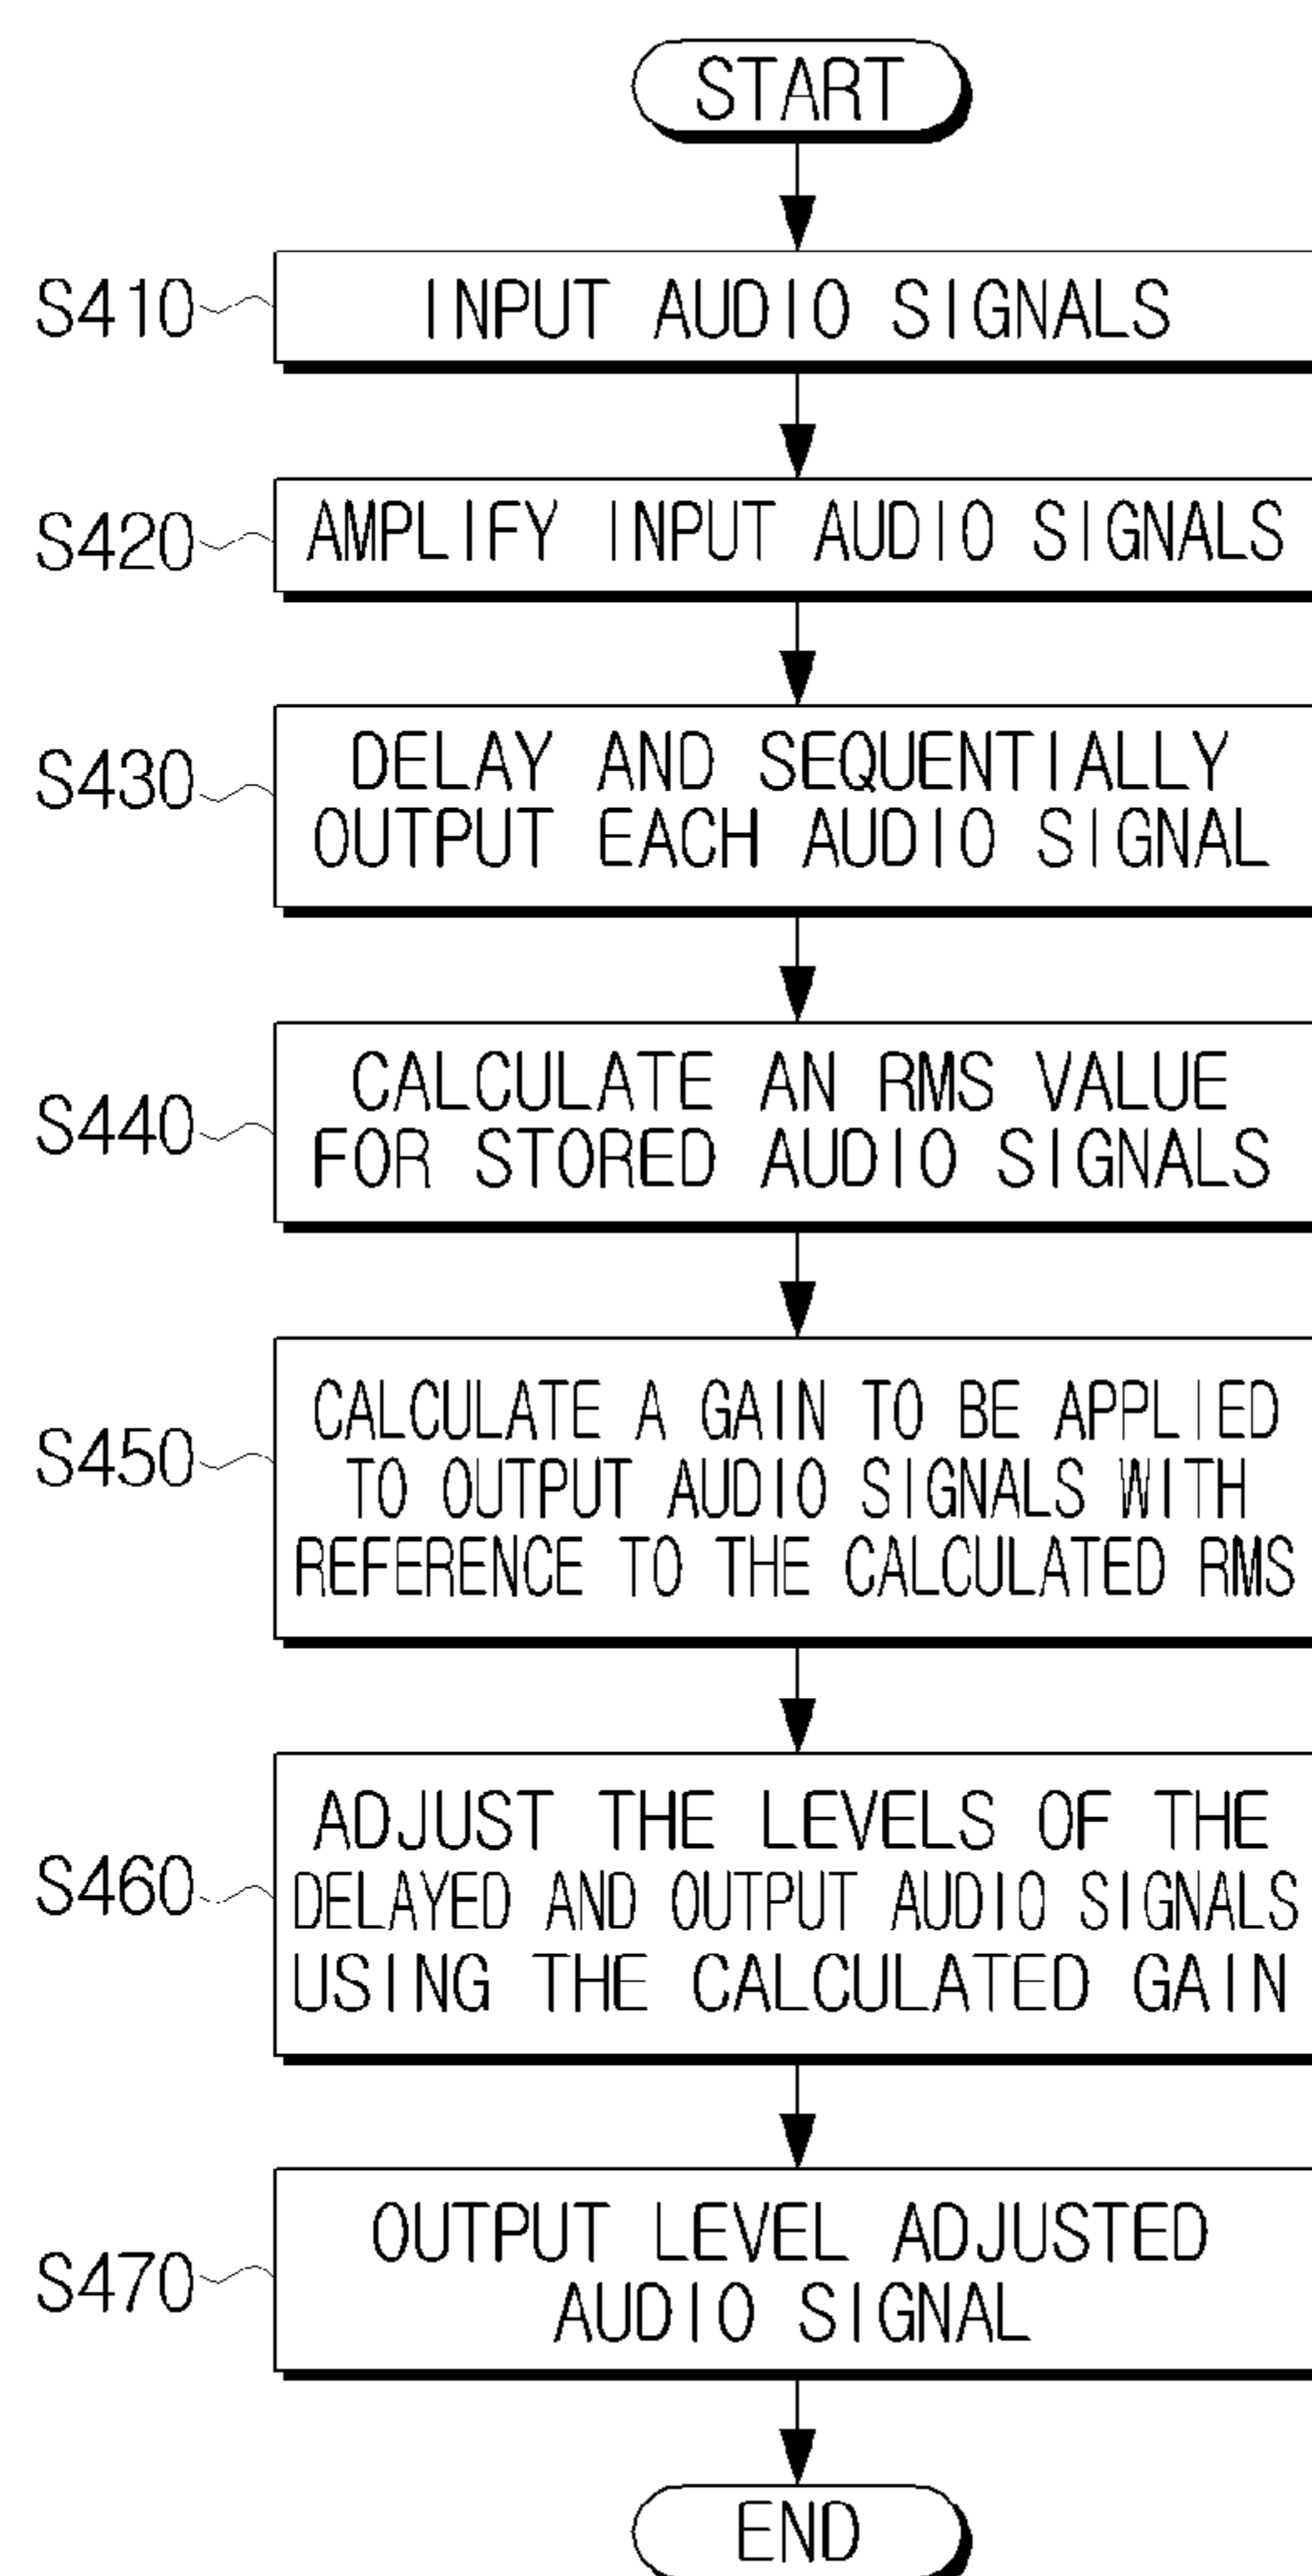 START
S410
INPUT AUDIO SIGNALS
S420
AMPLIFY INPUT AUDIO SIGNALS
S430
DELAY AND SEQUENTIALLY
OUTPUT EACH AUDIO SIGNAL
S440
CALCULATE AN RMS VALUE
FOR STORED AUDIO SIGNALS
S450
CALCULATE A GAIN TO BE APPLIED
TO OUTPUT AUDIO SIGNALS WITH
REFERENCE TO THE CALCULATED RMS
S460
ADJUST THE LEVELS OF THE
DELAYED AND OUTPUT AUDIO SIGNALS
USING THE CALCULATED GAIN
S470
OUTPUT LEVEL ADJUSTED
AUDIO SIGNAL
END